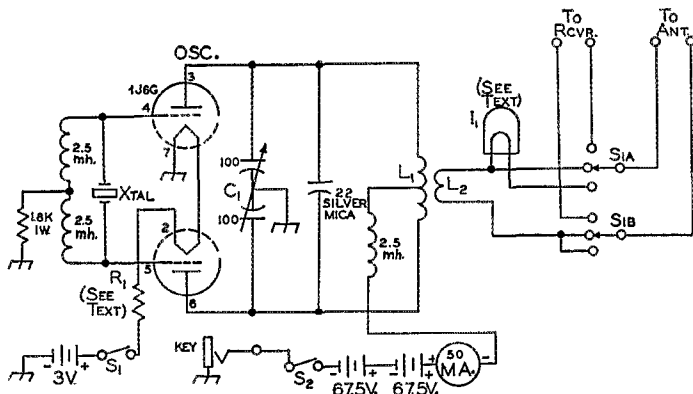 OSC.
1J6G
3
4
7
2.5
mh.
XTAL
1.8K
1W.
2.5
mh.
2
5
6
R1
(SEE
TEXT)
- 3V. +
S1
KEY
S2
- 67.5V. + - 67.5V. +
50
MA.
-
100
C1
100
22
SILVER
MICA
2.5
mh.
L1
L2
(SEE
TEXT)
I1
TO
RCVR.
TO
ANT.
S1A
S1B